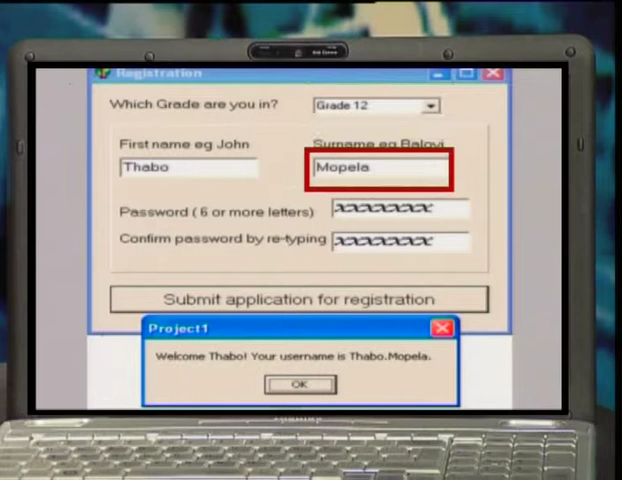 Registration
Which Grade are you in? Grade 12
First name eg John Surname eg Balovi
Thabo Mopela
Password ( 6 or more letters) xxxxxxxx
Confirm password by re-typing xxxxxxxx
Submit application for registration
Project1
Welcome Thabo! Your username is Thabo.Mopela.
OK